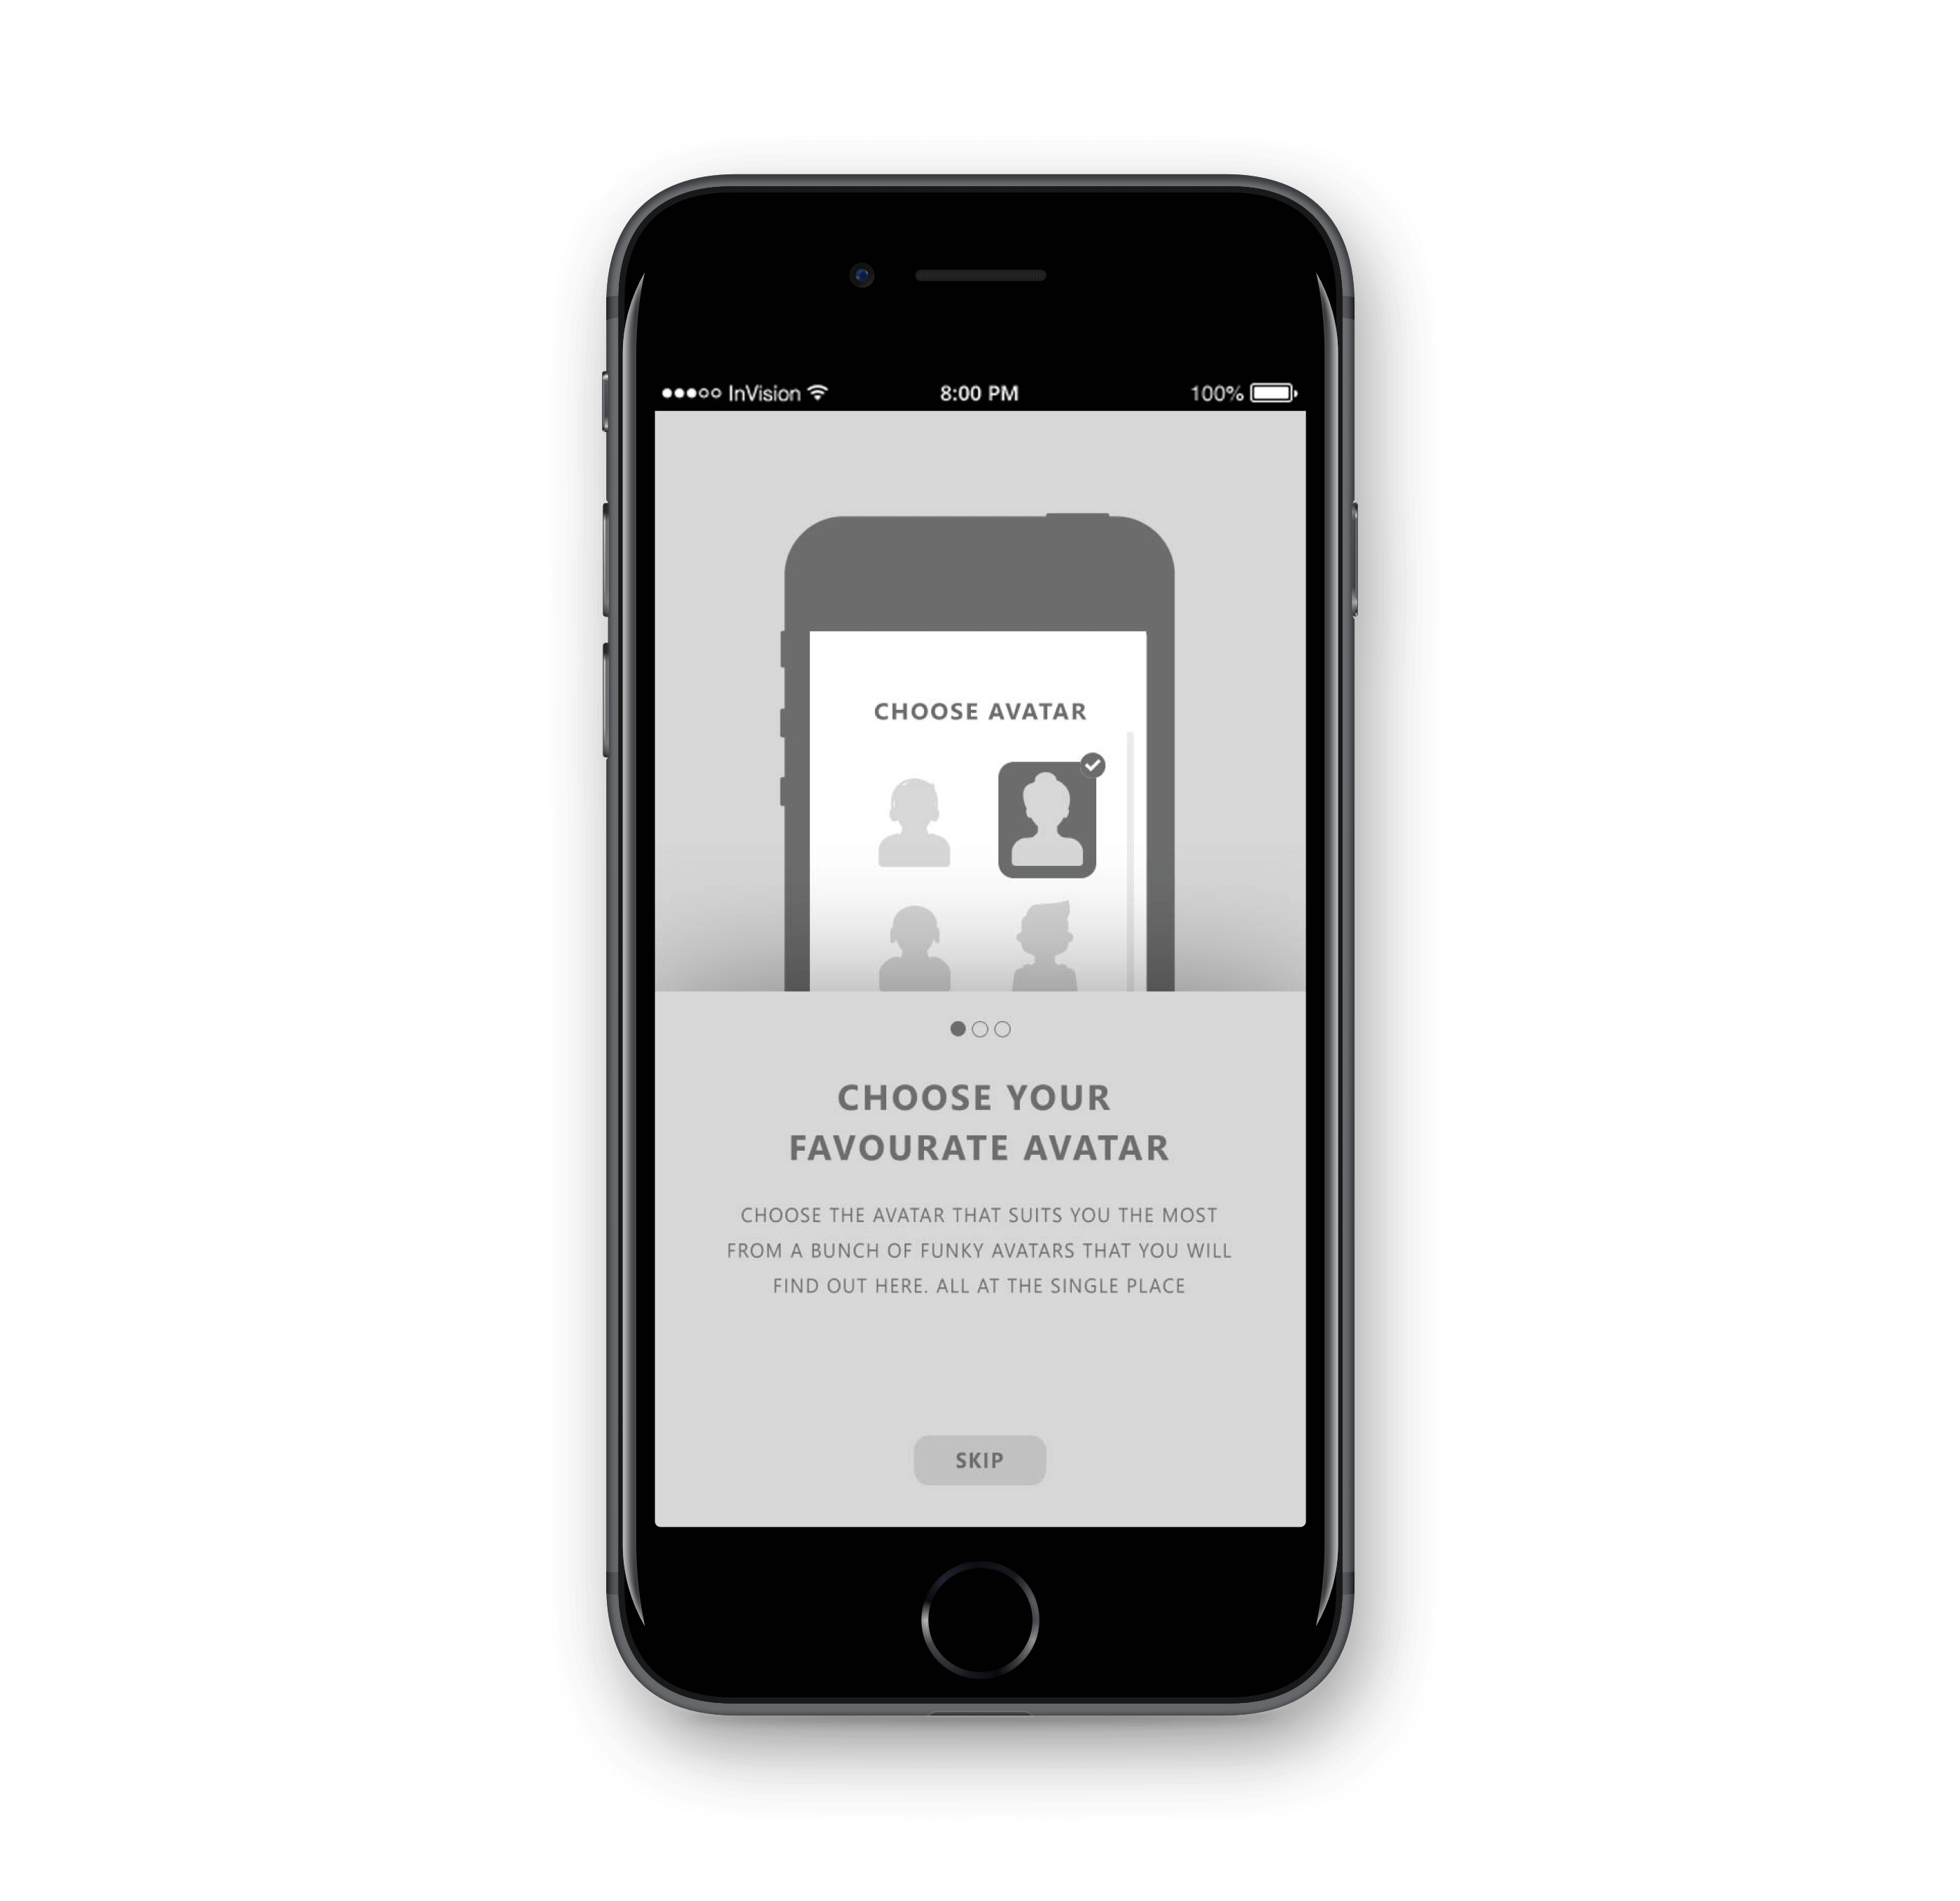 InVision 8:00 PM 100%
CHOOSE AVATAR
CHOOSE YOUR
FAVOURATE AVATAR
CHOOSE THE AVATAR THAT SUITS YOU THE MOST
FROM A BUNCH OF FUNKY AVATARS THAT YOU WILL
FIND OUT HERE. ALL AT THE SINGLE PLACE
SKIP